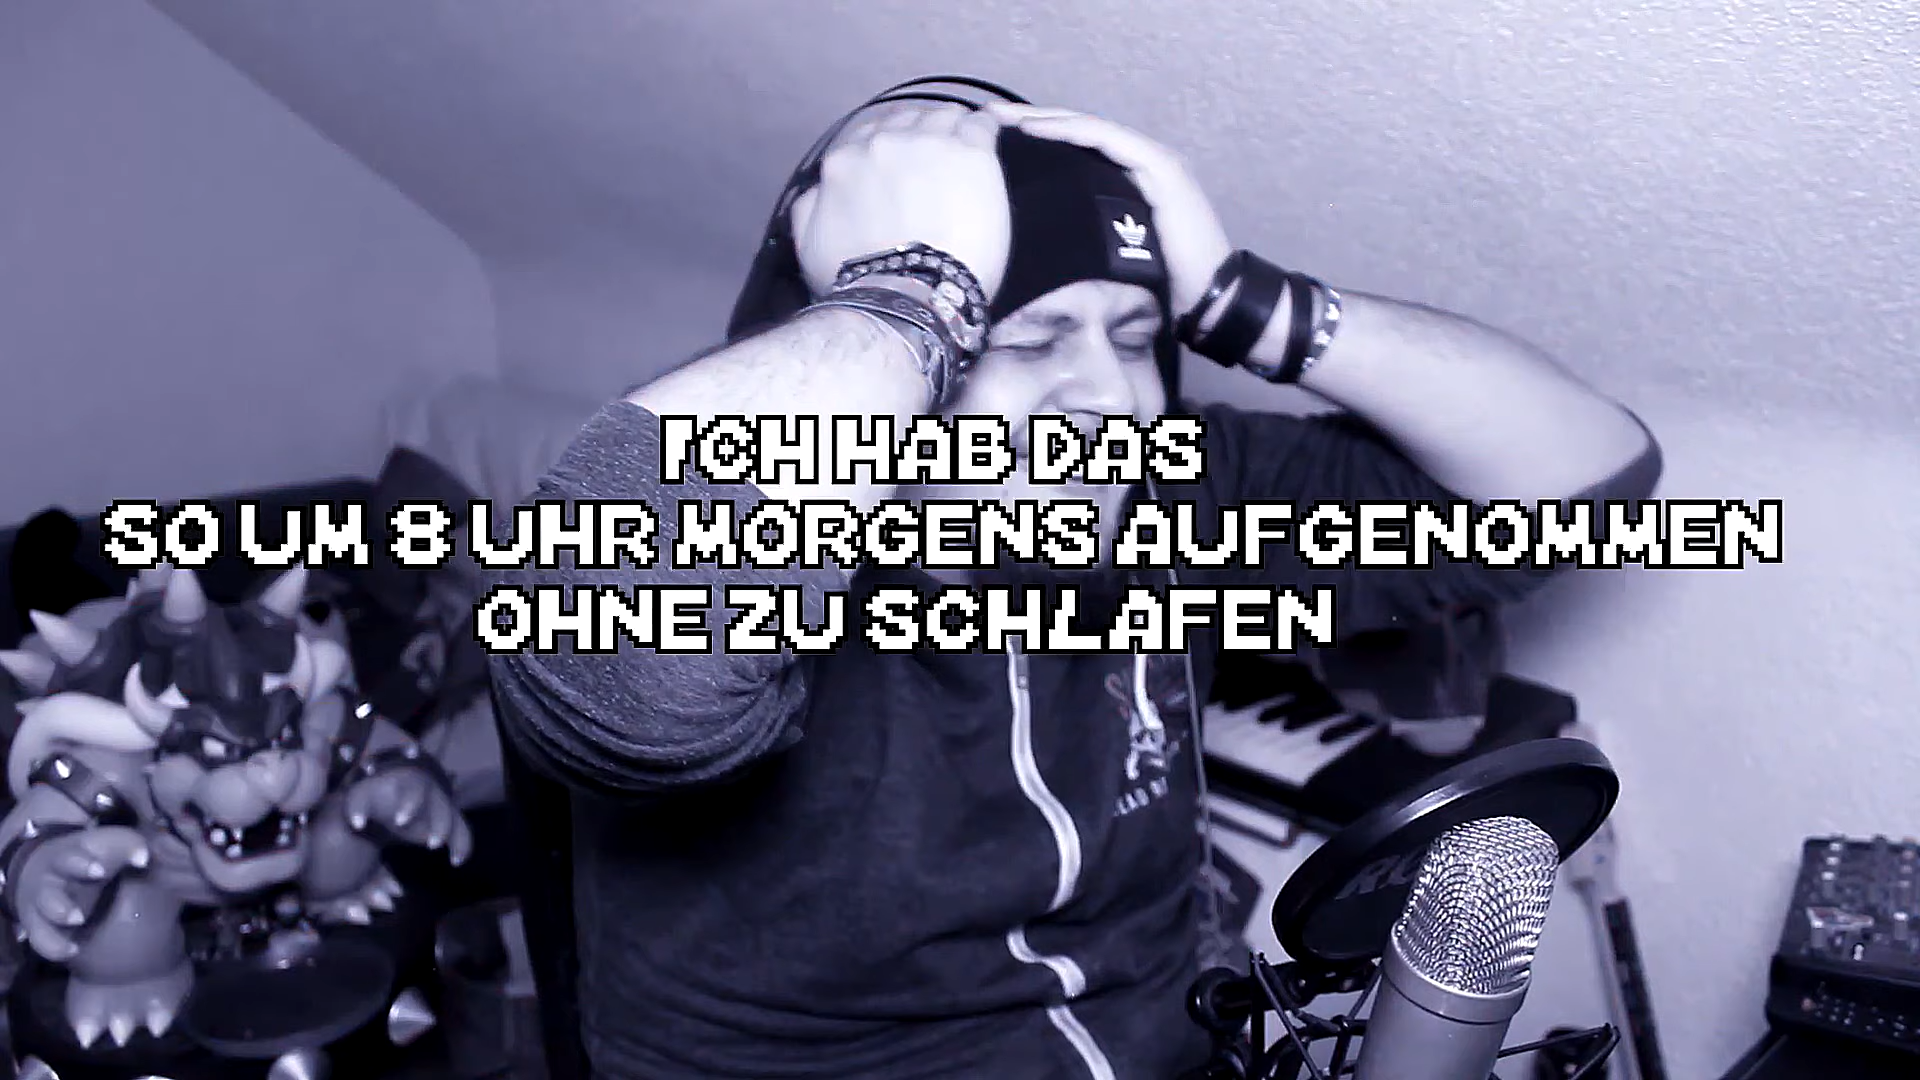 ICH HAB DAS
SO UM 8 UHR MORGENS AUFGENOMMEN
OHNE ZU SCHLAFEN